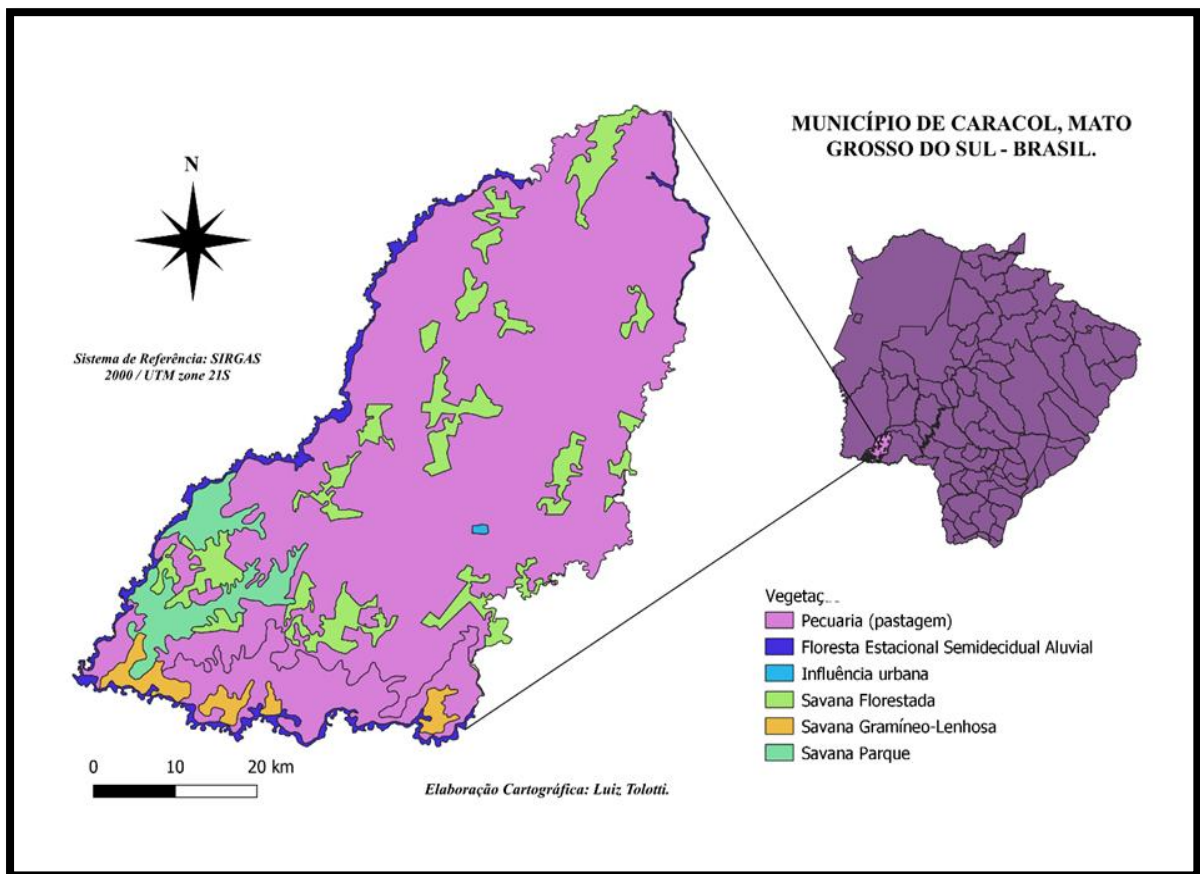 MUNICÍPIO DE CARACOL, MATO
GROSSO DO SUL - BRASIL.
N
Sistema de Referência: SIRGAS
2000 / UTM zone 21S
Vegetaç...
Pecuaria (pastagem)
Floresta Estacional Semidecidual Aluvial
Influência urbana
Savana Florestada
Savana Gramíneo-Lenhosa
Savana Parque
0 10 20 km
Elaboração Cartográfica: Luiz Tolotti.